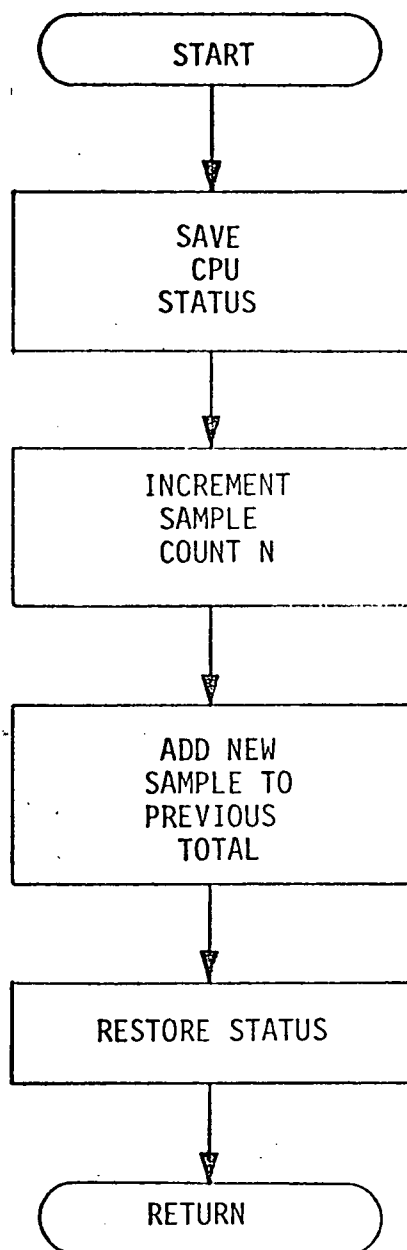 START
SAVE
CPU
STATUS
INCREMENT
SAMPLE
COUNT N
ADD NEW
SAMPLE TO
PREVIOUS
TOTAL
RESTORE STATUS
RETURN